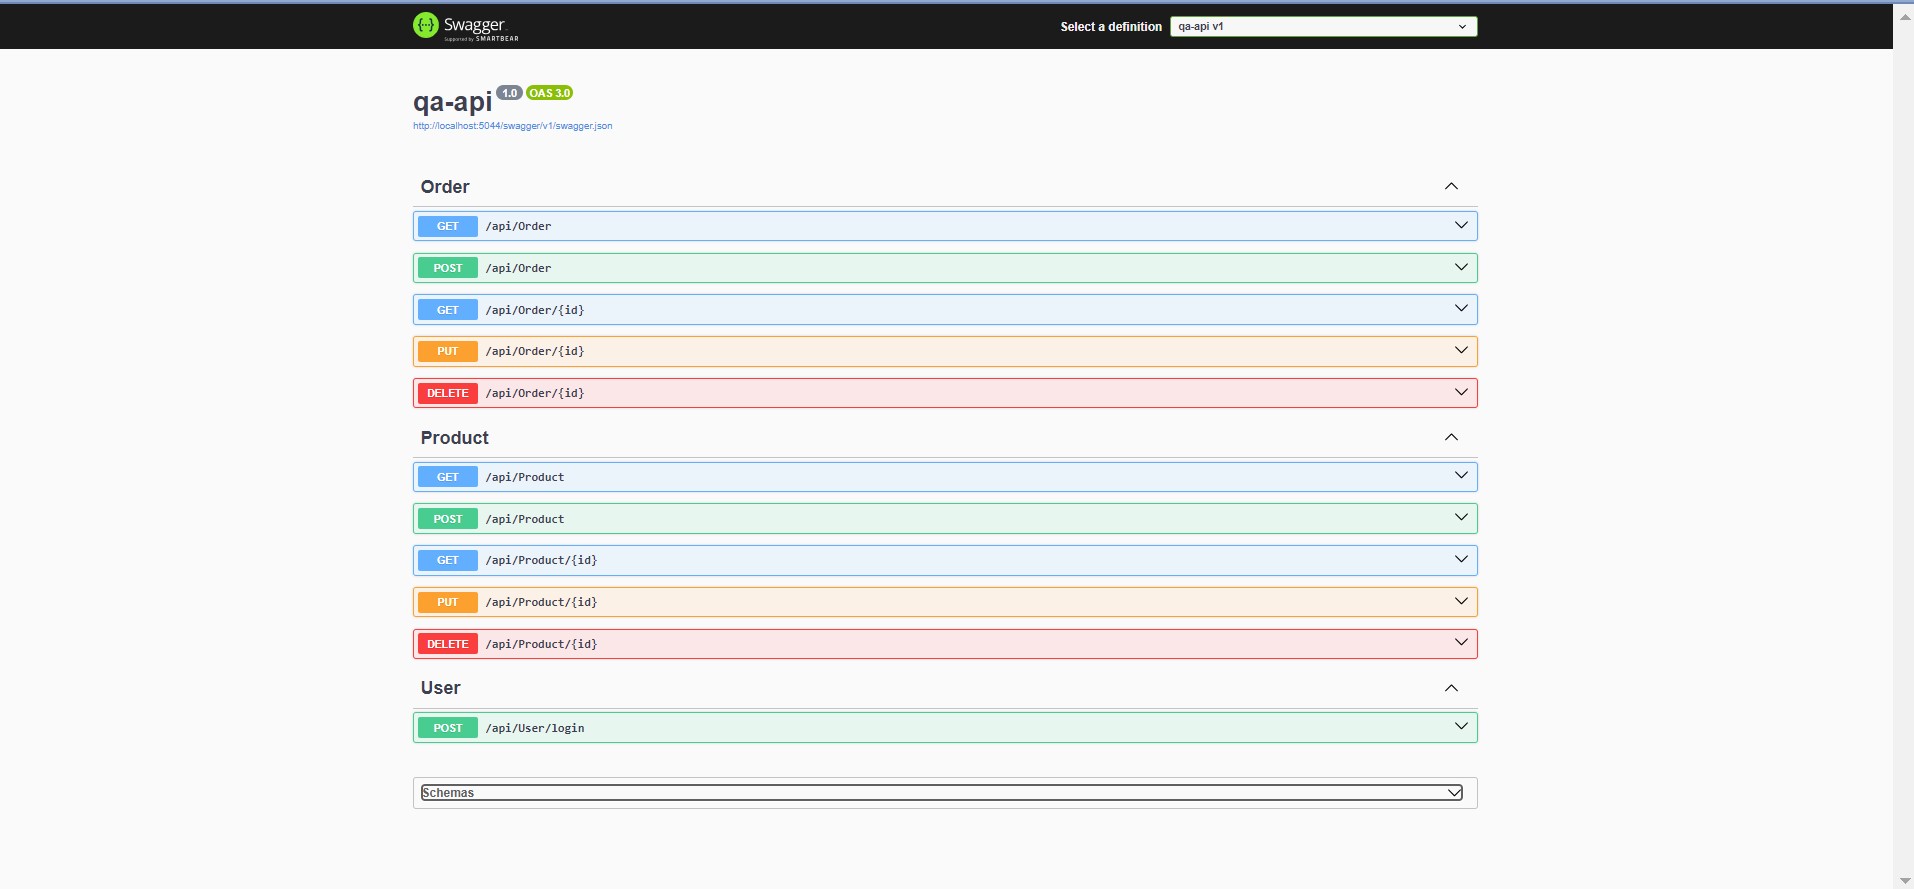 Swagger.
Supported by SMARTBEAR
Select a definition
qa-api v1
qa-api 1.0 OAS 3.0
http://localhost:5044/swagger/v1/swagger.json
Order
GET /api/Order
POST /api/Order
GET /api/Order/{id}
PUT /api/Order/{id}
DELETE /api/Order/{id}
Product
GET /api/Product
POST /api/Product
GET /api/Product/{id}
PUT /api/Product/{id}
DELETE /api/Product/{id}
User
POST /api/User/login
Schemas